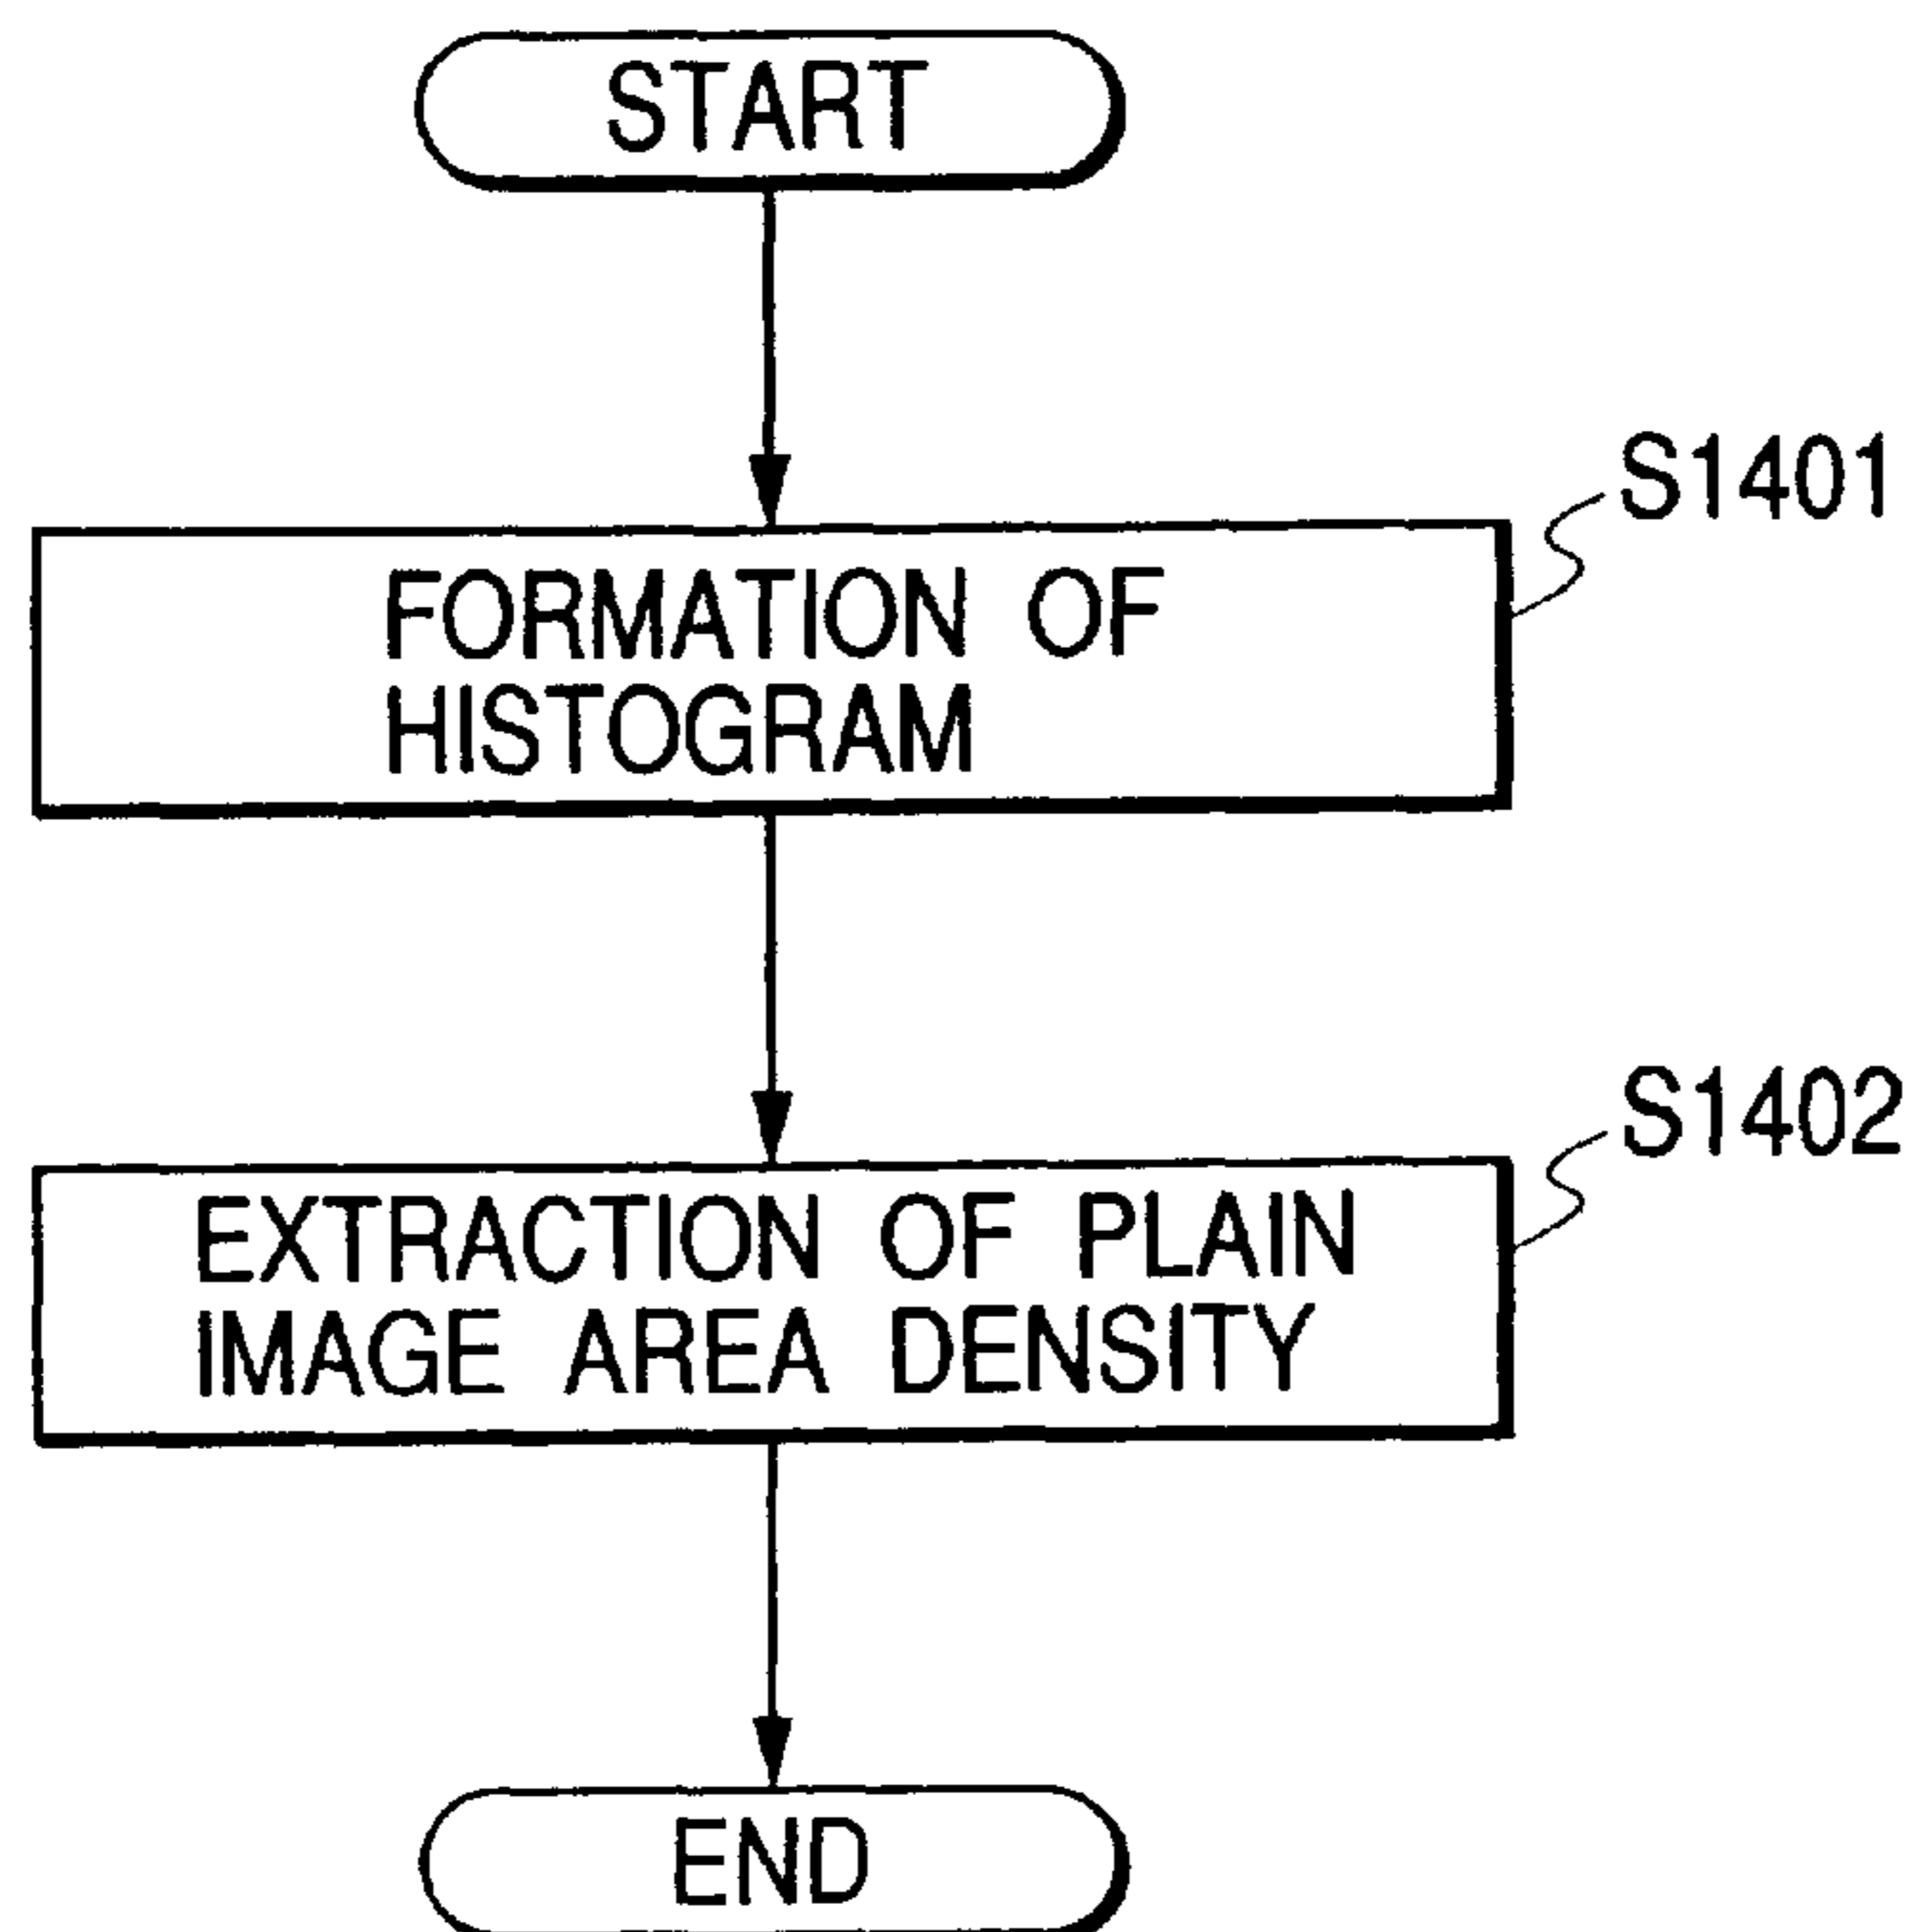 START
S1401
FORMATION OF
HISTOGRAM
S1402
EXTRACTION OF PLAIN
IMAGE AREA DENSITY
END